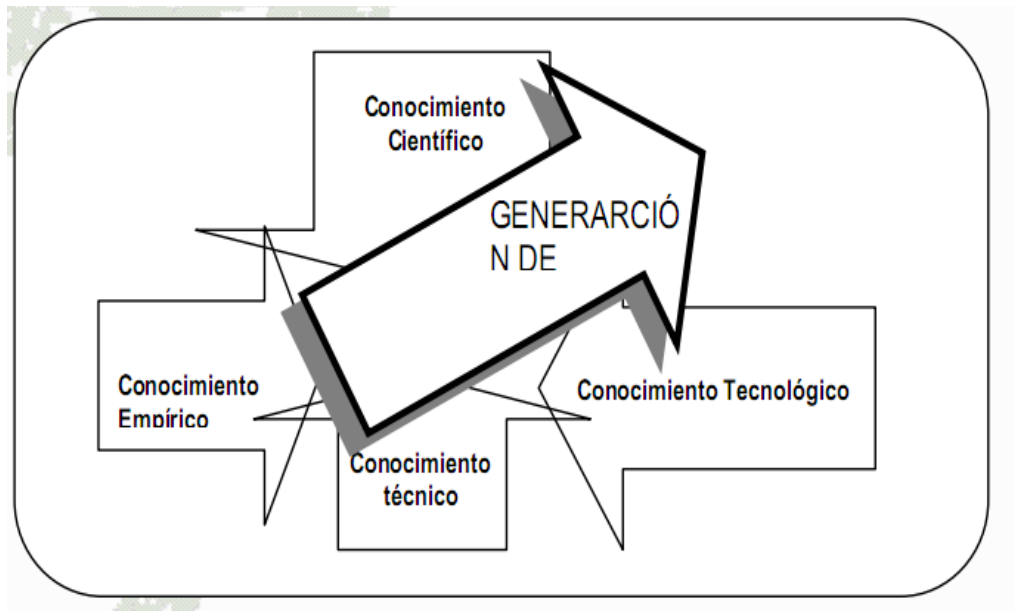 Conocimiento
Científico
GENERARCIÓ
N DE
Conocimiento
Empírico
Conocimiento Tecnológico
Conocimiento
técnico